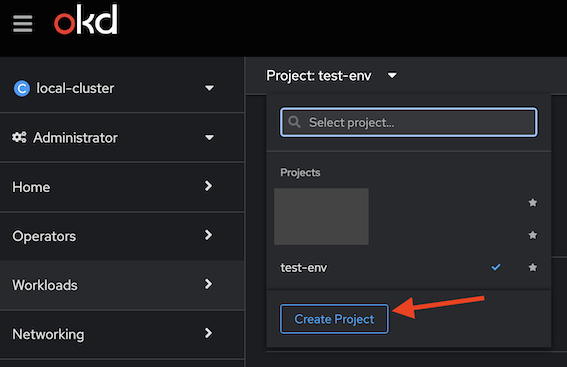 okd
C local-cluster
Project: test-env
Select project...
Administrator
Projects
Home
Operators
test-env
Workloads
Create Project
Networking